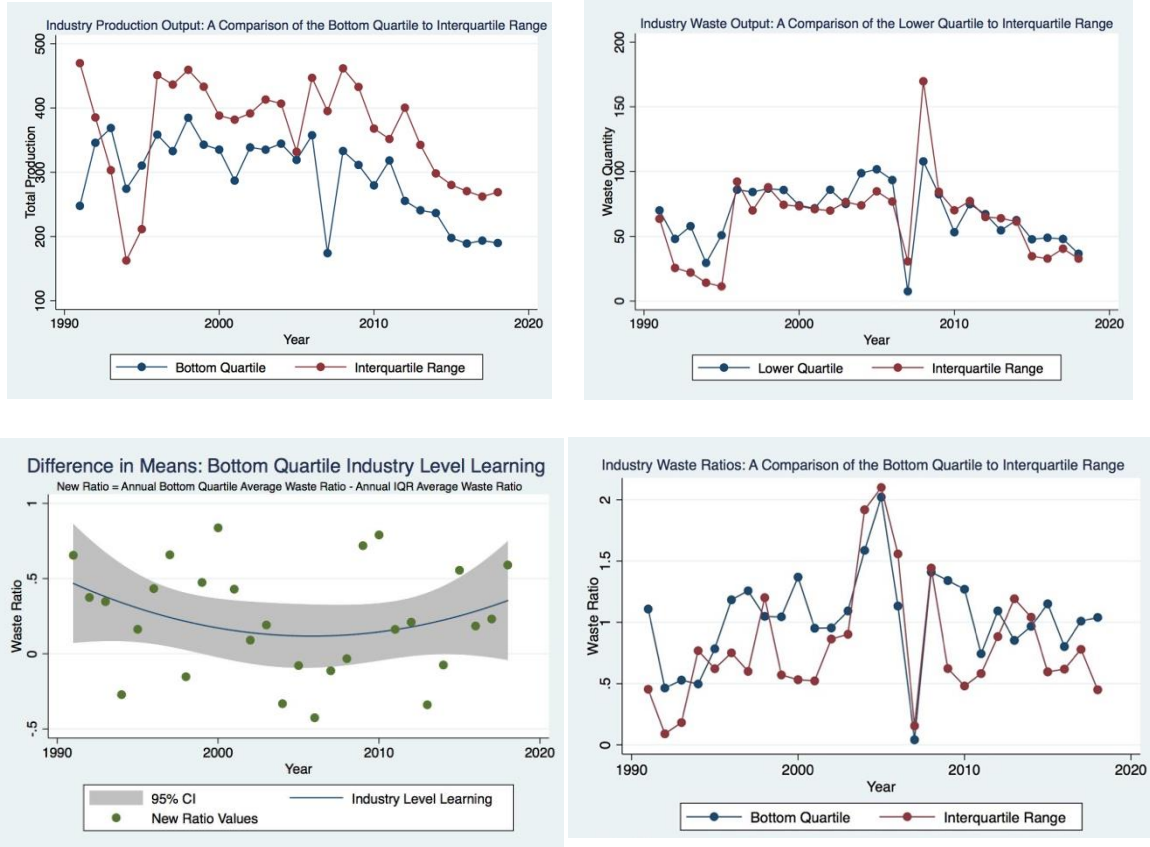 Industry Production Output: A Comparison of the Bottom Quartile to Interquartile Range
Total Production
500
400
300
200
100
1990
2000
2010
2020
Year
Bottom Quartile
Interquartile Range
Industry Waste Output: A Comparison of the Lower Quartile to Interquartile Range
Waste Quantity
200
150
100
50
0
1990
2000
2010
2020
Year
Lower Quartile
Interquartile Range
Difference in Means: Bottom Quartile Industry Level Learning
New Ratio = Annual Bottom Quartile Average Waste Ratio - Annual IQR Average Waste Ratio
Waste Ratio
1
.5
0
-.5
1990
2000
2010
2020
Year
95% CI
Industry Level Learning
New Ratio Values
Industry Waste Ratios: A Comparison of the Bottom Quartile to Interquartile Range
Waste Ratio
2
1.5
1
.5
0
1990
2000
2010
2020
Year
Bottom Quartile
Interquartile Range